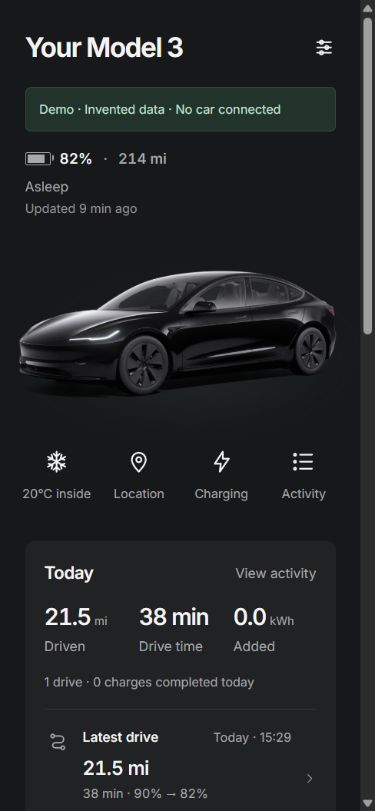 Your Model 3
Demo · Invented data · No car connected
82% · 214 mi
Asleep
Updated 9 min ago
20°C inside Location Charging Activity
Today View activity
21.5 mi 38 min 0.0 kWh
Driven Drive time Added
1 drive · 0 charges completed today
Latest drive Today · 15:29
21.5 mi
38 min · 90% → 82%